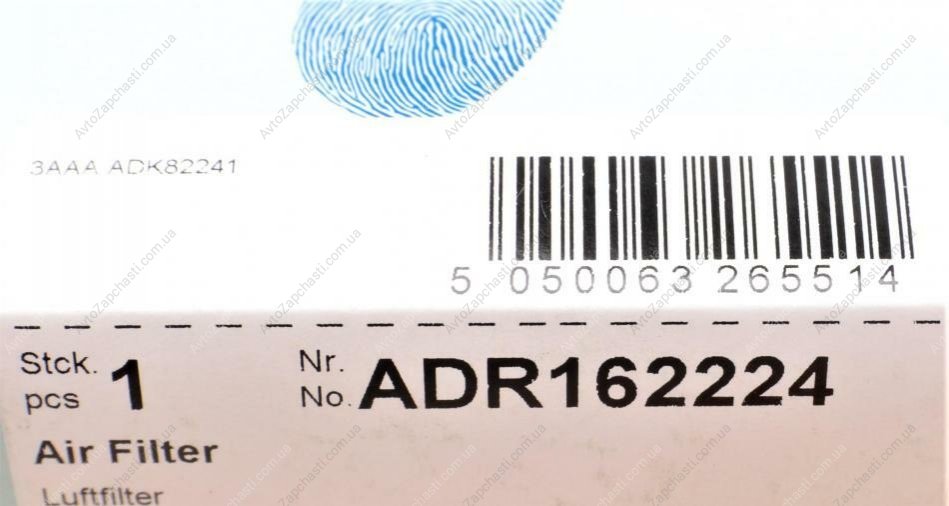 3AAA ADK82241
5 050063 265514
Stck. 1 Nr. ADR162224
pcs No.
Air Filter
Luftfilter
AvtoZapchasti.com.ua